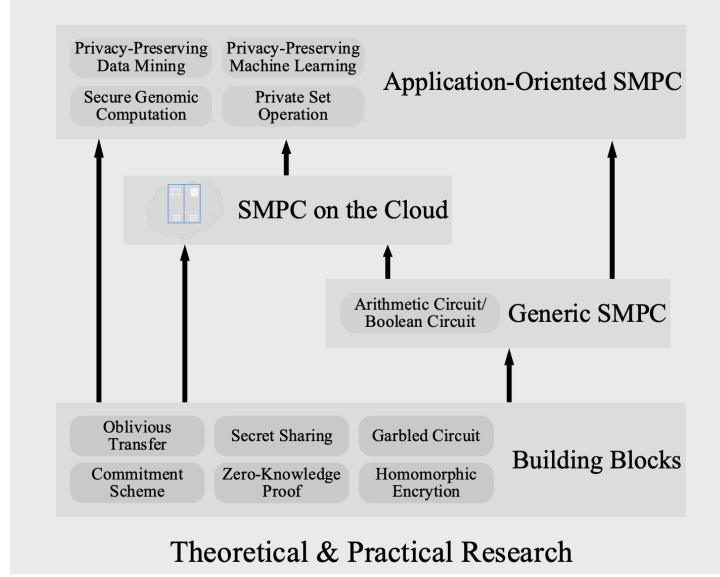 Privacy-Preserving
Data Mining
Privacy-Preserving
Machine Learning
Secure Genomic
Computation
Private Set
Operation
Application-Oriented SMPC
SMPC on the Cloud
Arithmetic Circuit/
Boolean Circuit
Generic SMPC
Oblivious
Transfer
Secret Sharing
Garbled Circuit
Commitment
Scheme
Zero-Knowledge
Proof
Homomorphic
Encrytion
Building Blocks
Theoretical & Practical Research